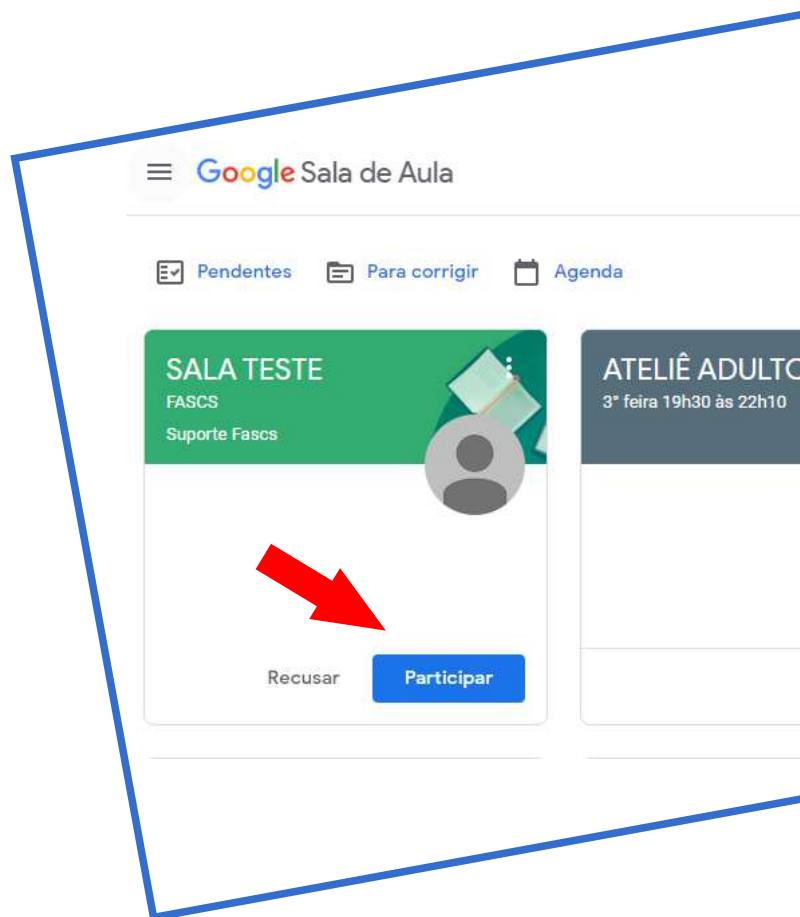 Google Sala de Aula
Pendentes Para corrigir Agenda
SALA TESTE
FASCS
Suporte Fascs
Recusar Participar
ATELIÊ ADULTO
3ª feira 19h30 às 22h10